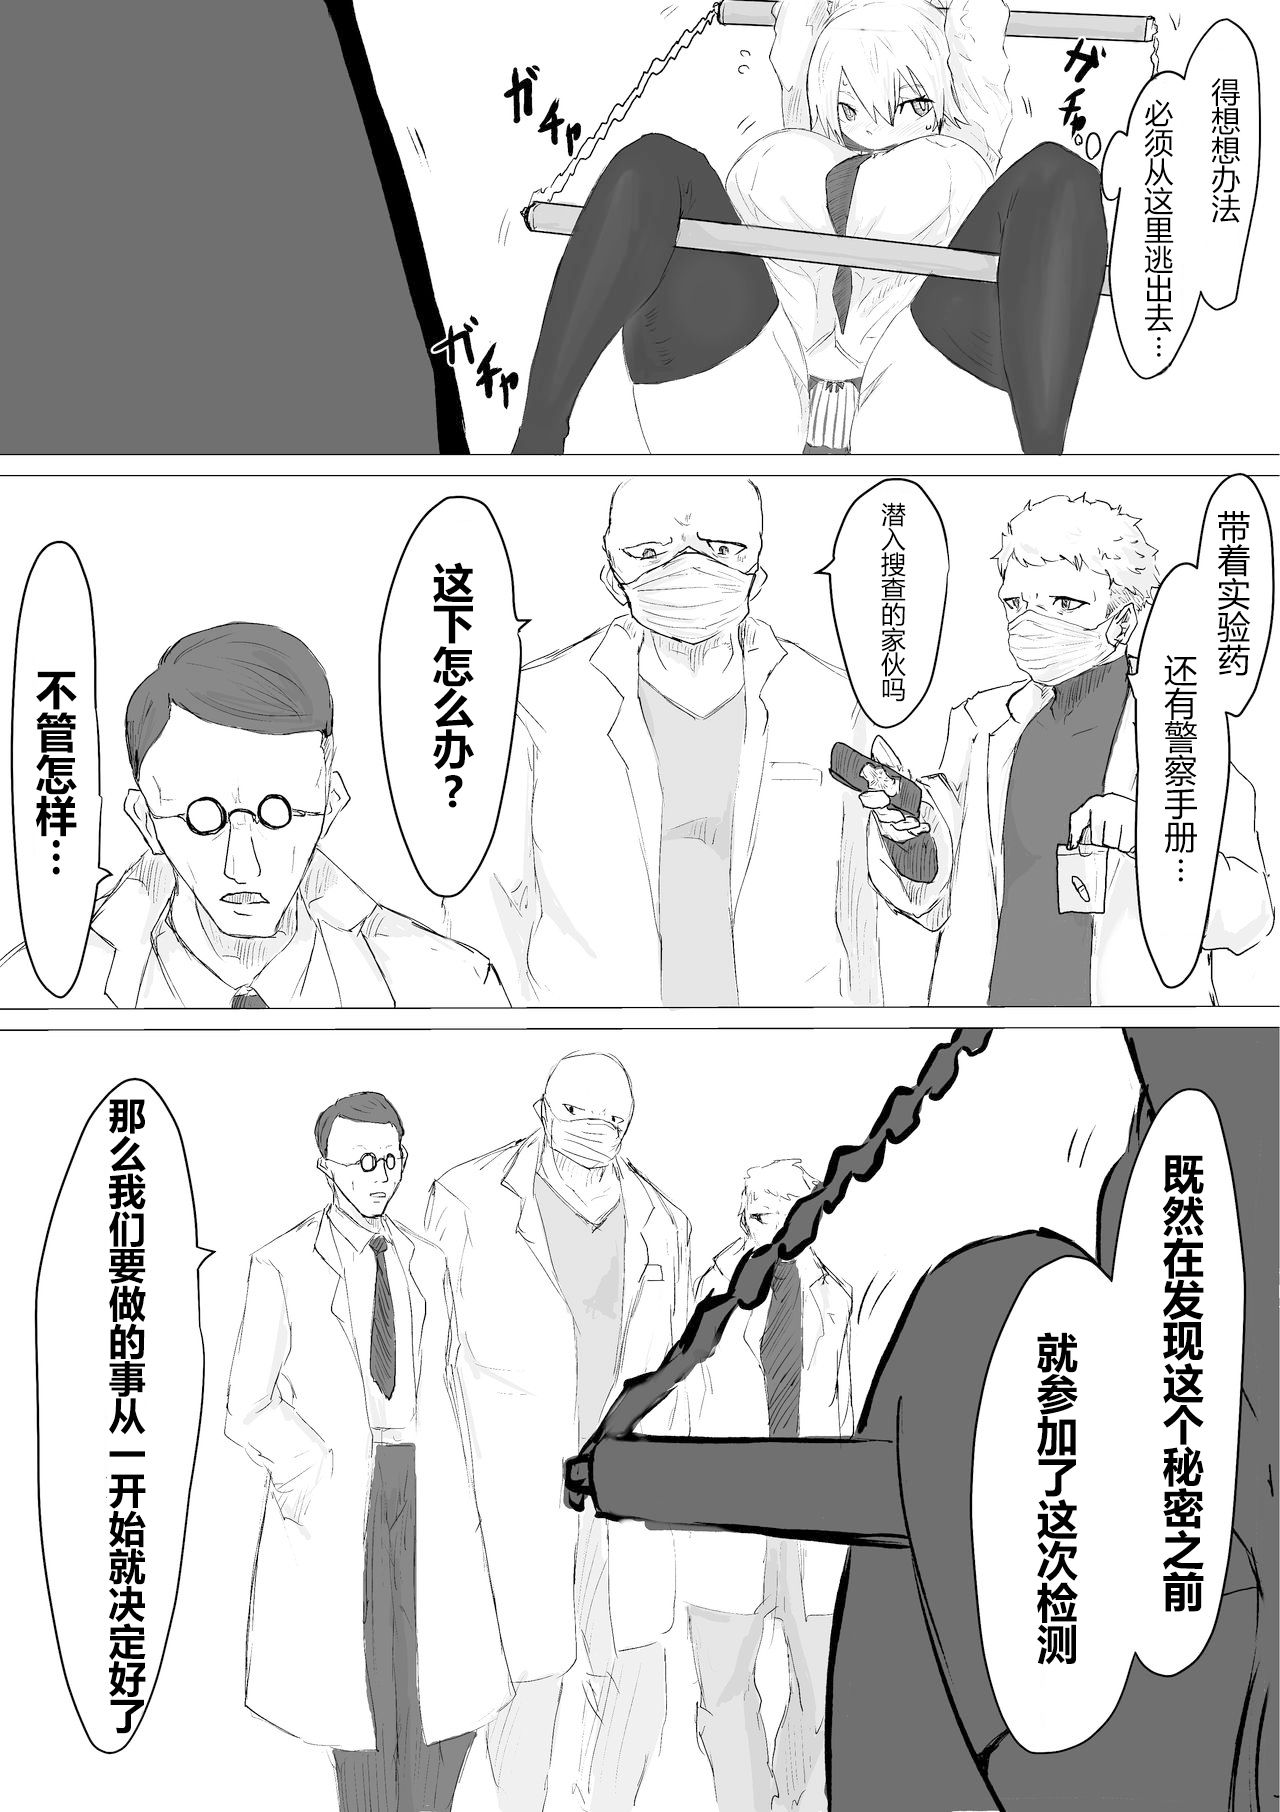 得想想办法
必须从这里逃出去…
ガチャ
ガチャ
ガチャ
带着实验药
还有警察手册…
潜入搜查的家伙吗
这下怎么办？
不管怎样…
既然在发现这个秘密之前
就参加了这次检测
那么我们要做的事从一开始就决定好了